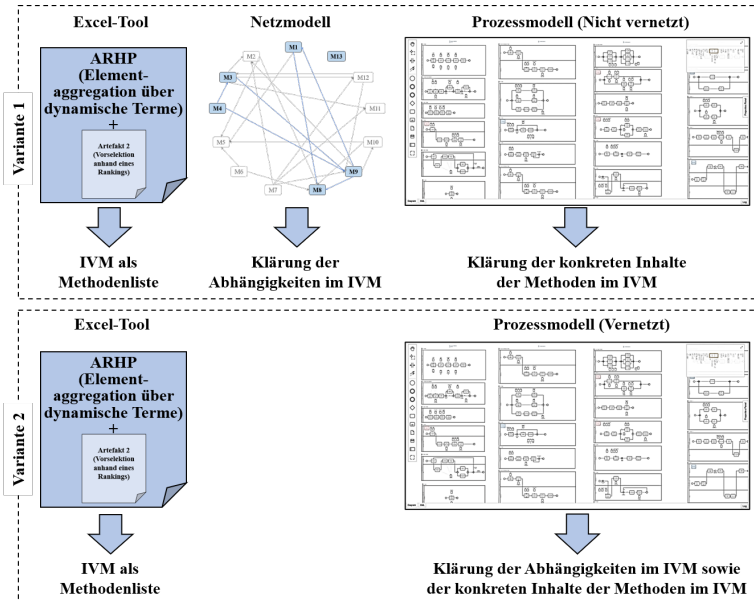 Variante 1
Excel-Tool
ARHP
(Element-
aggregation über
dynamische Terme)
+
Artefakt 2
(Vorselektion
anhand eines
Rankings)
IVM als
Methodenliste
Netzmodell
M1
M13
M2
M3
M12
M4
M11
M5
M10
M6
M9
M7
M8
Klärung der
Abhängigkeiten im IVM
Prozessmodell (Nicht vernetzt)
Klärung der konkreten Inhalte
der Methoden im IVM
Variante 2
Excel-Tool
ARHP
(Element-
aggregation über
dynamische Terme)
+
Artefakt 2
(Vorselektion
anhand eines
Rankings)
IVM als
Methodenliste
Prozessmodell (Vernetzt)
Klärung der Abhängigkeiten im IVM sowie
der konkreten Inhalte der Methoden im IVM